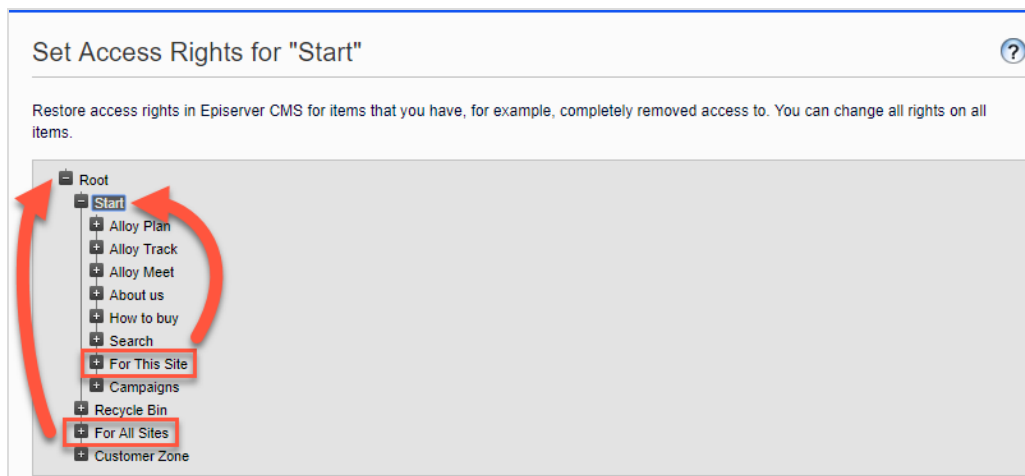 Set Access Rights for "Start"
?
Restore access rights in Episerver CMS for items that you have, for example, completely removed access to. You can change all rights on all
items.
Root
Start
Alloy Plan
Alloy Track
Alloy Meet
About us
How to buy
Search
For This Site
Campaigns
Recycle Bin
For All Sites
Customer Zone